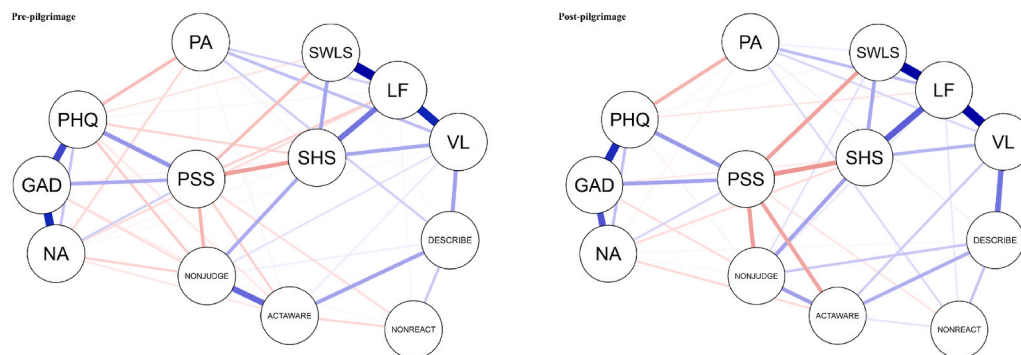 Pre-pilgrimage
PA
SWLS
LF
PHQ
VL
SHS
PSS
GAD
DESCRIBE
NA
NONJUDGE
ACTAWARE
NONREACT
Post-pilgrimage
PA
SWLS
LF
PHQ
VL
SHS
PSS
GAD
DESCRIBE
NA
NONJUDGE
ACTAWARE
NONREACT